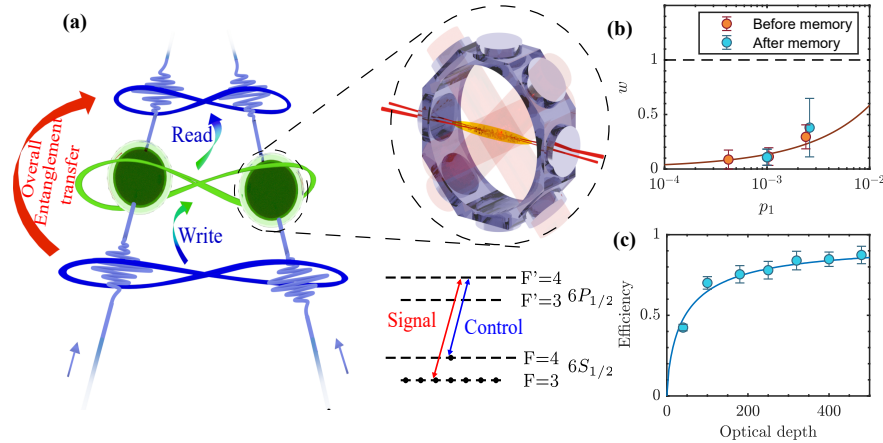 (a)
Overall
Entanglement
transfer
Read
Write
F'=4
F'=3
6P1/2
Signal
Control
F=4
6S1/2
F=3
(b)
Before memory
After memory
w
1
0.5
0
10⁻⁴
10⁻³
10⁻²
p1
(c)
Efficiency
1
0.5
0
0
200
400
Optical depth